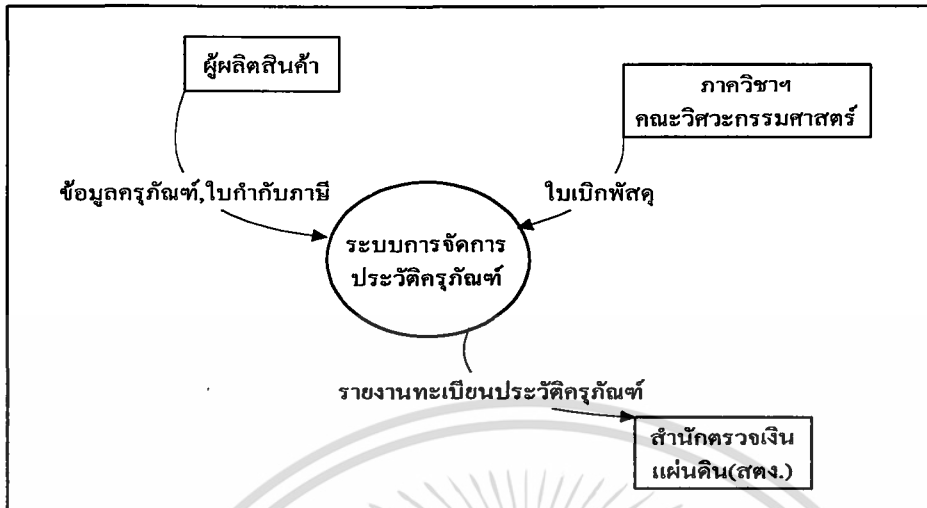 ผู้ผลิตสินค้า
ภาควิชาฯ
คณะวิศวะกรรมศาสตร์
ข้อมูลครุภัณฑ์,ใบกำกับภาษี
ใบเบิกพัสดุ
ระบบการจัดการ
ประวัติครุภัณฑ์
รายงานทะเบียนประวัติครุภัณฑ์
สำนักตรวจเงิน
แผ่นดิน(สตง.)